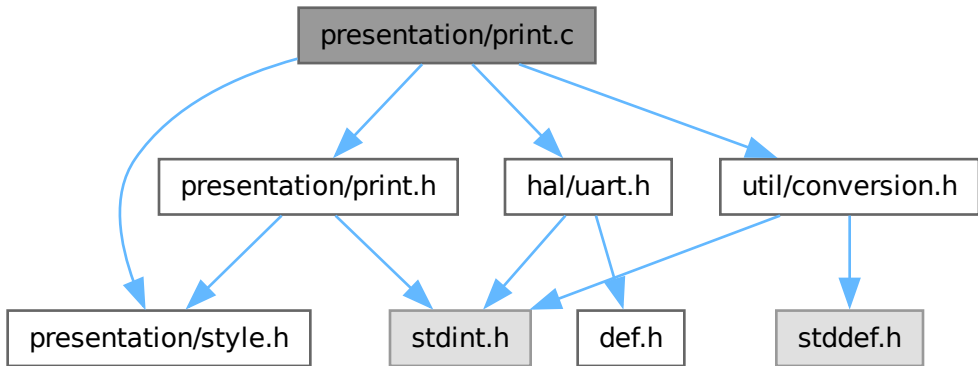 presentation/print.c
presentation/print.h
hal/uart.h
util/conversion.h
presentation/style.h
stdint.h
def.h
stddef.h